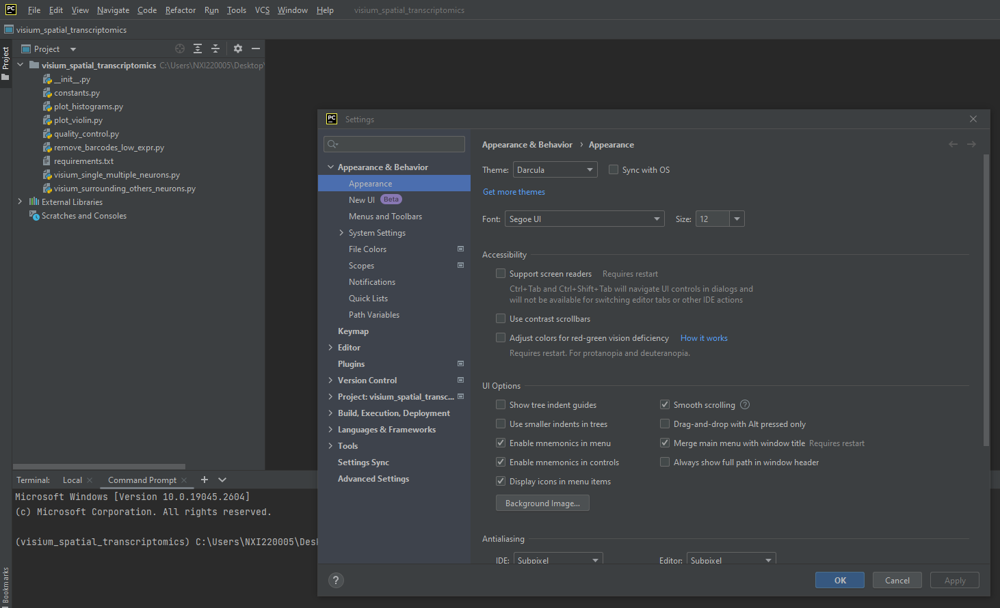 PC File Edit View Navigate Code Refactor Run Tools VCS Window Help visium_spatial_transcriptomics
visium_spatial_transcriptomics
Project
Project
visium_spatial_transcriptomics C:\Users\NXI220005\Desktop\
__init__.py
constants.py
plot_histograms.py
plot_violin.py
quality_control.py
remove_barcodes_low_expr.py
requirements.txt
visium_single_multiple_neurons.py
visium_surrounding_others_neurons.py
External Libraries
Scratches and Consoles
PC Settings
Appearance & Behavior
Appearance
New UI Beta
Menus and Toolbars
System Settings
File Colors
Scopes
Notifications
Quick Lists
Path Variables
Keymap
Editor
Plugins
Version Control
Project: visium_spatial_transc...
Build, Execution, Deployment
Languages & Frameworks
Tools
Settings Sync
Advanced Settings
Appearance & Behavior › Appearance
Theme: Darcula Sync with OS
Get more themes
Font: Segoe UI Size: 12
Accessibility
Support screen readers Requires restart
Ctrl+Tab and Ctrl+Shift+Tab will navigate UI controls in dialogs and
will not be available for switching editor tabs or other IDE actions
Use contrast scrollbars
Adjust colors for red-green vision deficiency How it works
Requires restart. For protanopia and deuteranopia.
UI Options
Show tree indent guides Smooth scrolling ?
Use smaller indents in trees Drag-and-drop with Alt pressed only
Enable mnemonics in menu Merge main menu with window title Requires restart
Enable mnemonics in controls Always show full path in window header
Display icons in menu items
Background Image...
Antialiasing
IDE: Subpixel Editor: Subpixel
? OK Cancel Apply
Terminal: Local Command Prompt
Microsoft Windows [Version 10.0.19045.2604]
(c) Microsoft Corporation. All rights reserved.
(visium_spatial_transcriptomics) C:\Users\NXI220005\Desk
Bookmarks